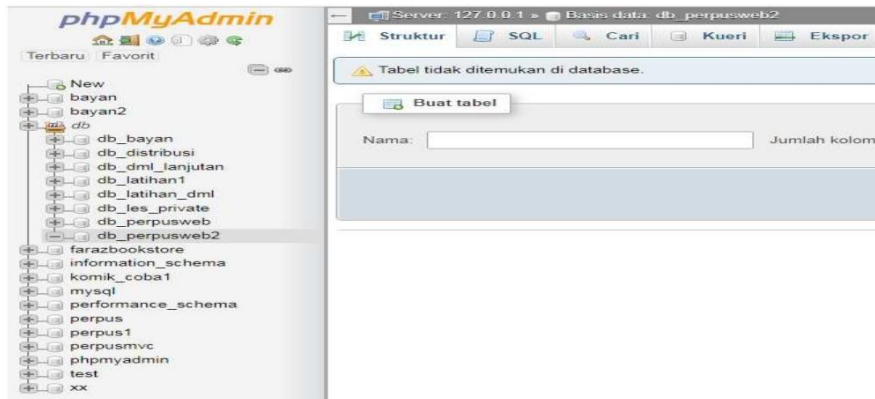 phpMyAdmin
Terbaru Favorit
New
bayan
bayan2
db
db_bayan
db_distribusi
db_dml_lanjutan
db_latihan1
db_latihan_dml
db_les_private
db_perpusweb
db_perpusweb2
farazbookstore
information_schema
komik_coba1
mysql
performance_schema
perpus
perpus1
perpusmvc
phpmyadmin
test
xx
Server: 127.0.0.1 » Basis data: db_perpusweb2
Struktur SQL Cari Kueri Ekspor
Tabel tidak ditemukan di database.
Buat tabel
Nama: Jumlah kolom